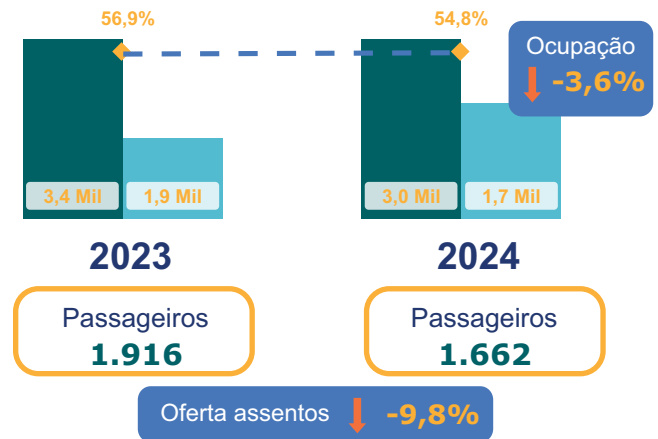 56,9%
54,8%
Ocupação
-3,6%
3,4 Mil
1,9 Mil
3,0 Mil
1,7 Mil
2023
2024
Passageiros
1.916
Passageiros
1.662
Oferta assentos -9,8%